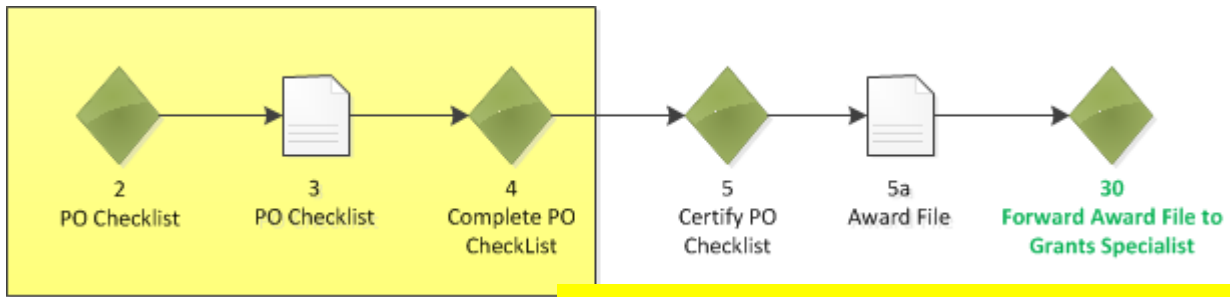 2
PO Checklist
3
PO Checklist
4
Complete PO
CheckList
5
Certify PO
Checklist
5a
Award File
30
Forward Award File to
Grants Specialist